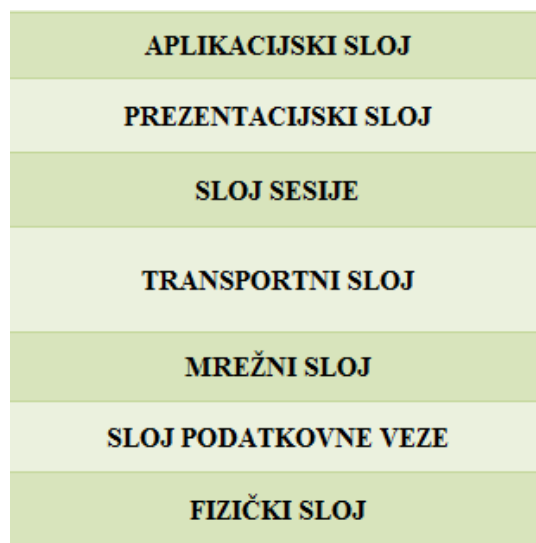 APLIKACIJSKI SLOJ
PREZENTACIJSKI SLOJ
SLOJ SESIJE
TRANSPORTNI SLOJ
MREŽNI SLOJ
SLOJ PODATKOVNE VEZE
FIZIČKI SLOJ